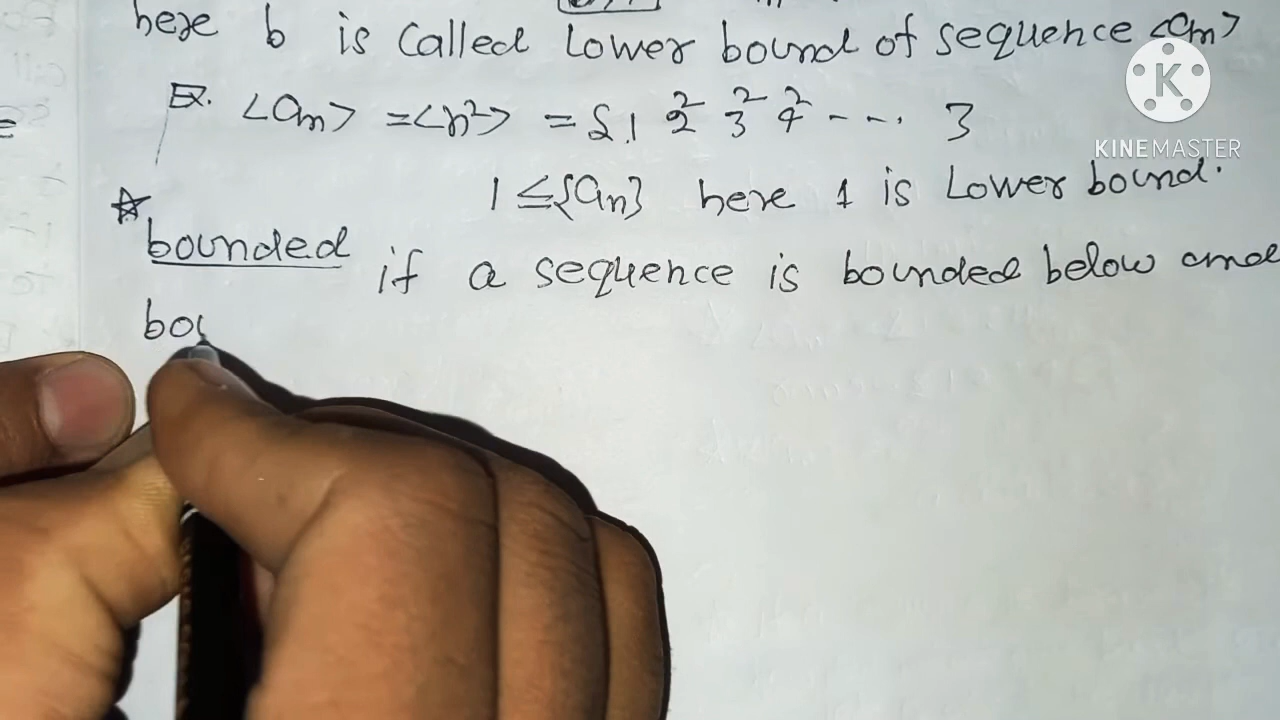 here b is called Lower bound of sequence <an>
Ex. <an> = <n²> = {1, 2² 3² 4² --- }
1 ≤ {an} here 1 is Lower bound.
bounded if a sequence is bounded below and
bou
K
KINEMASTER